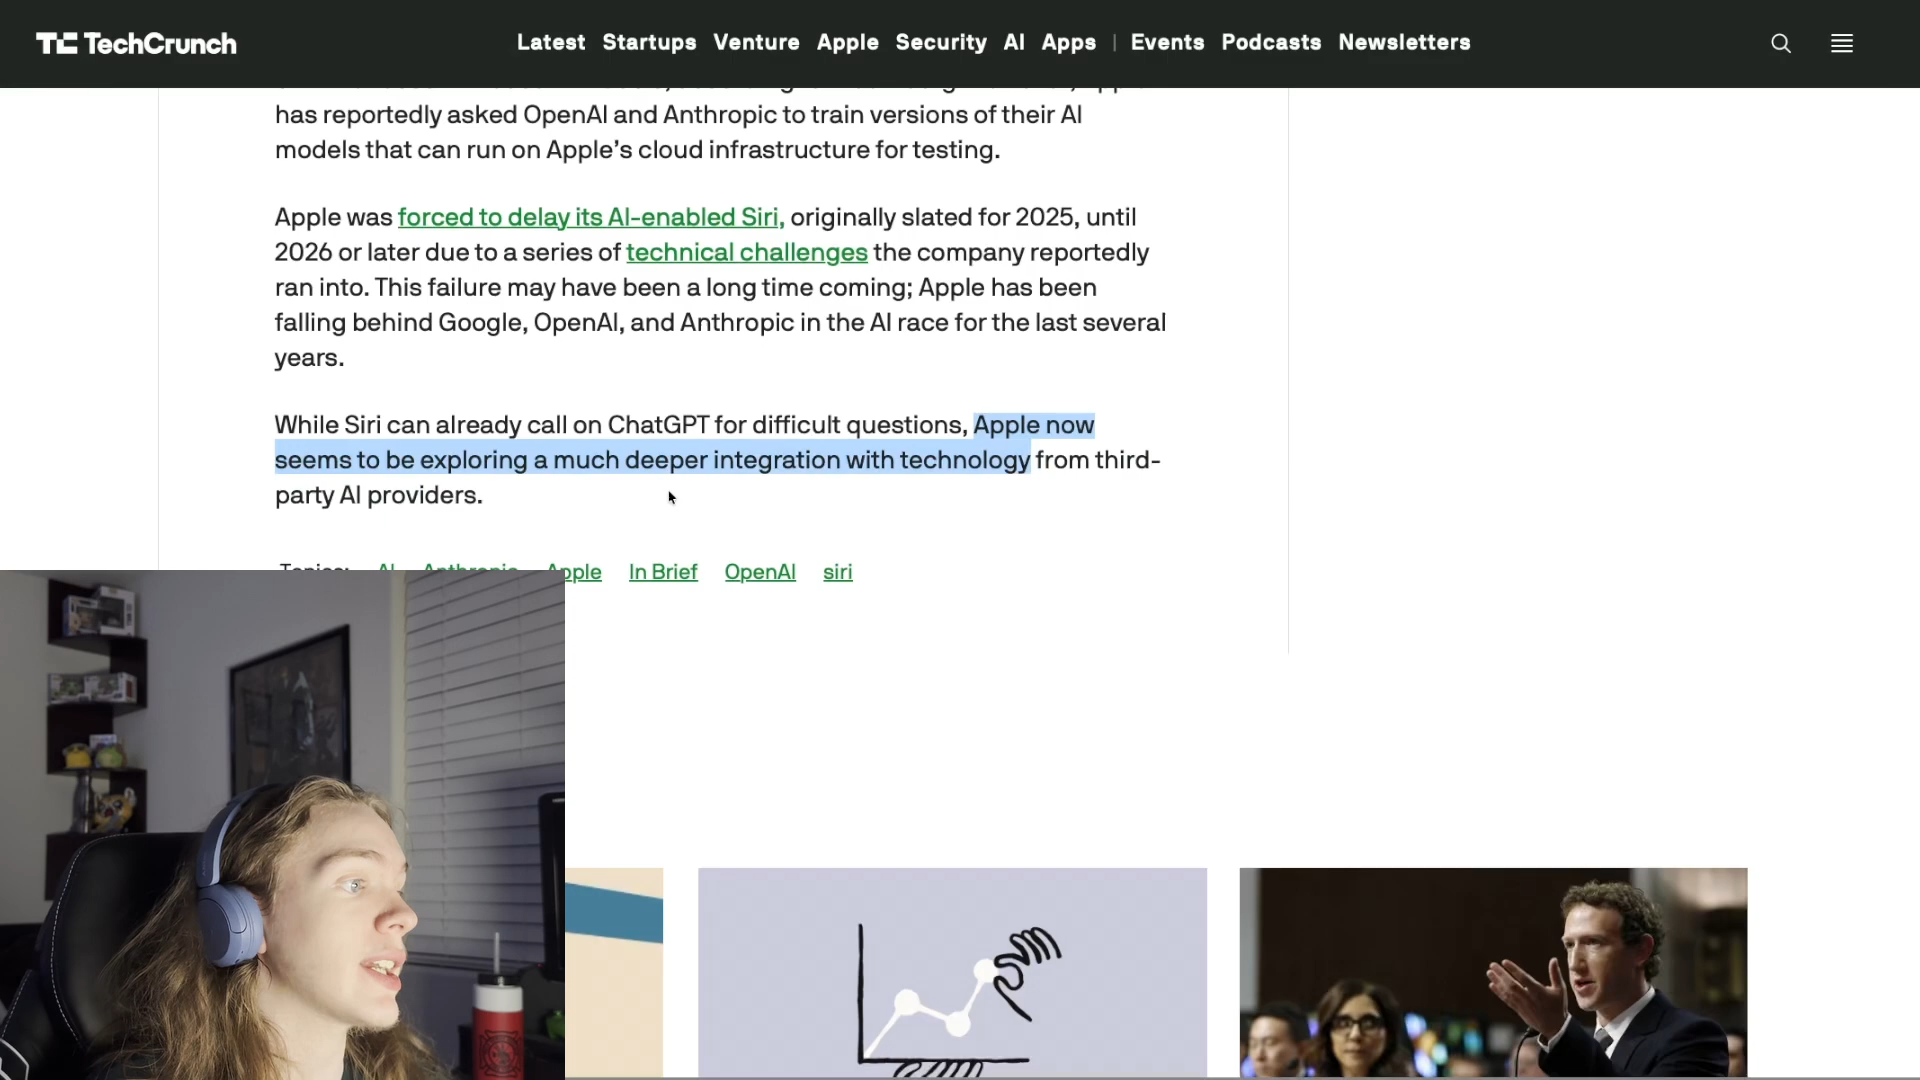 TechCrunch
Latest Startups Venture Apple Security AI Apps | Events Podcasts Newsletters
has reportedly asked OpenAI and Anthropic to train versions of their AI
models that can run on Apple’s cloud infrastructure for testing.
Apple was forced to delay its AI-enabled Siri, originally slated for 2025, until
2026 or later due to a series of technical challenges the company reportedly
ran into. This failure may have been a long time coming; Apple has been
falling behind Google, OpenAI, and Anthropic in the AI race for the last several
years.
While Siri can already call on ChatGPT for difficult questions, Apple now
seems to be exploring a much deeper integration with technology from third-
party AI providers.
Topics: AI Anthropic Apple In Brief OpenAI siri